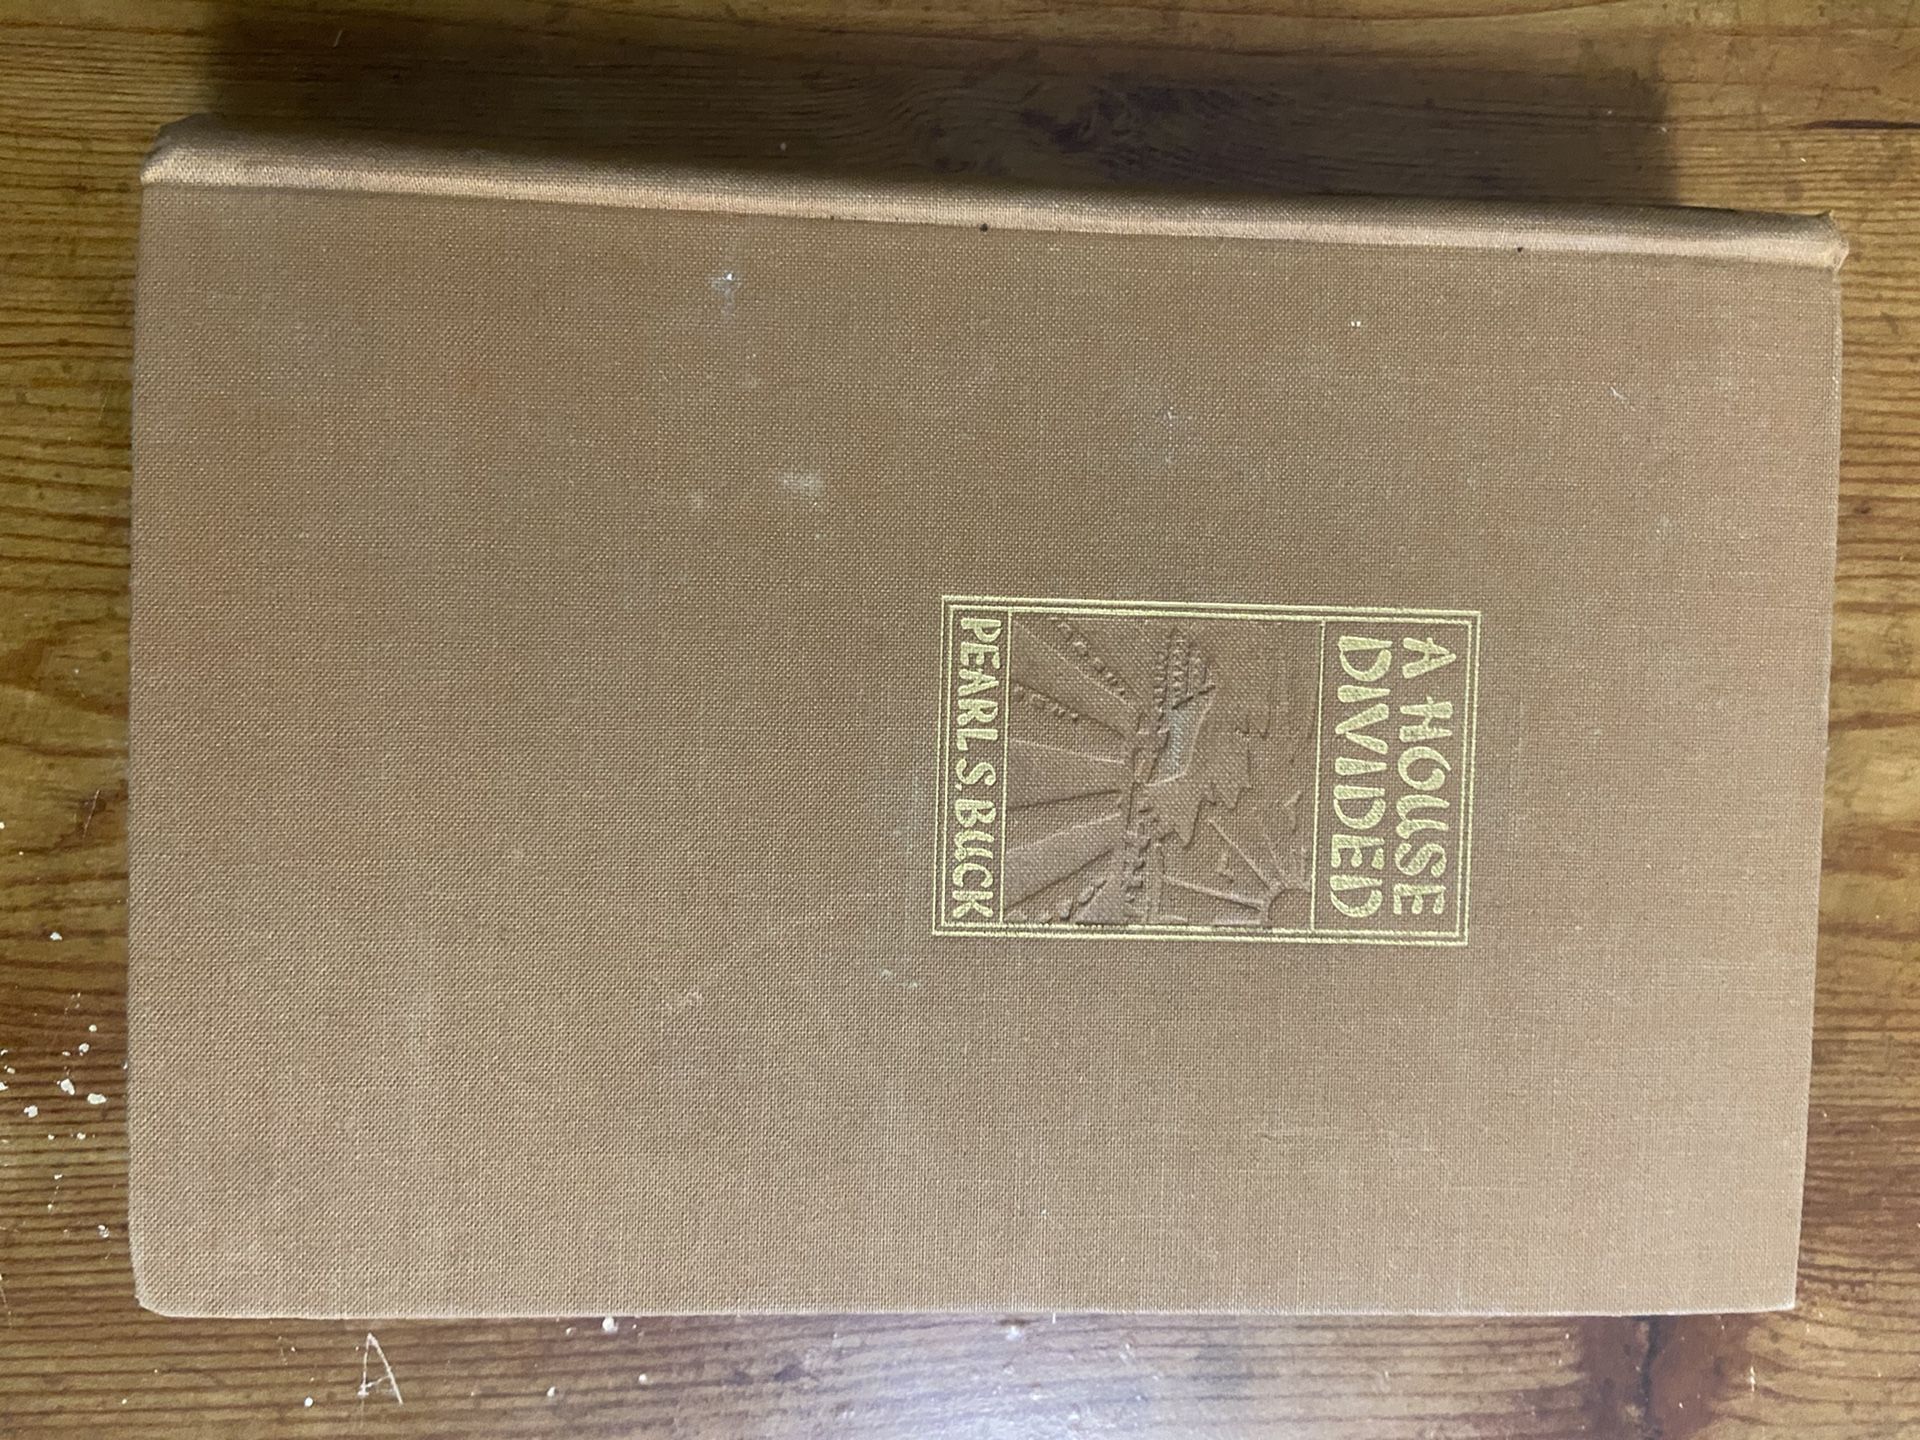 A HOUSE
DIVIDED
PEARL S. BUCK
A